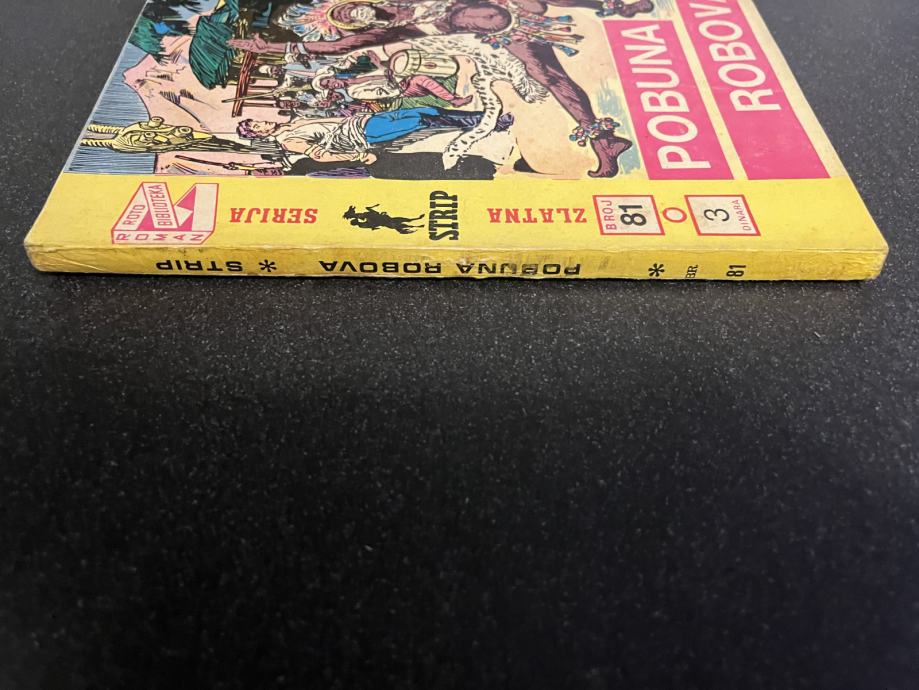 POBUNA
ROBOVA
ROTO
BIBLIOTEKA
ROMAN
ZLATNA
STRIP
SERIJA
BROJ
81
3
DINARA
STRIP * POBUNA ROBOVA * BR 81